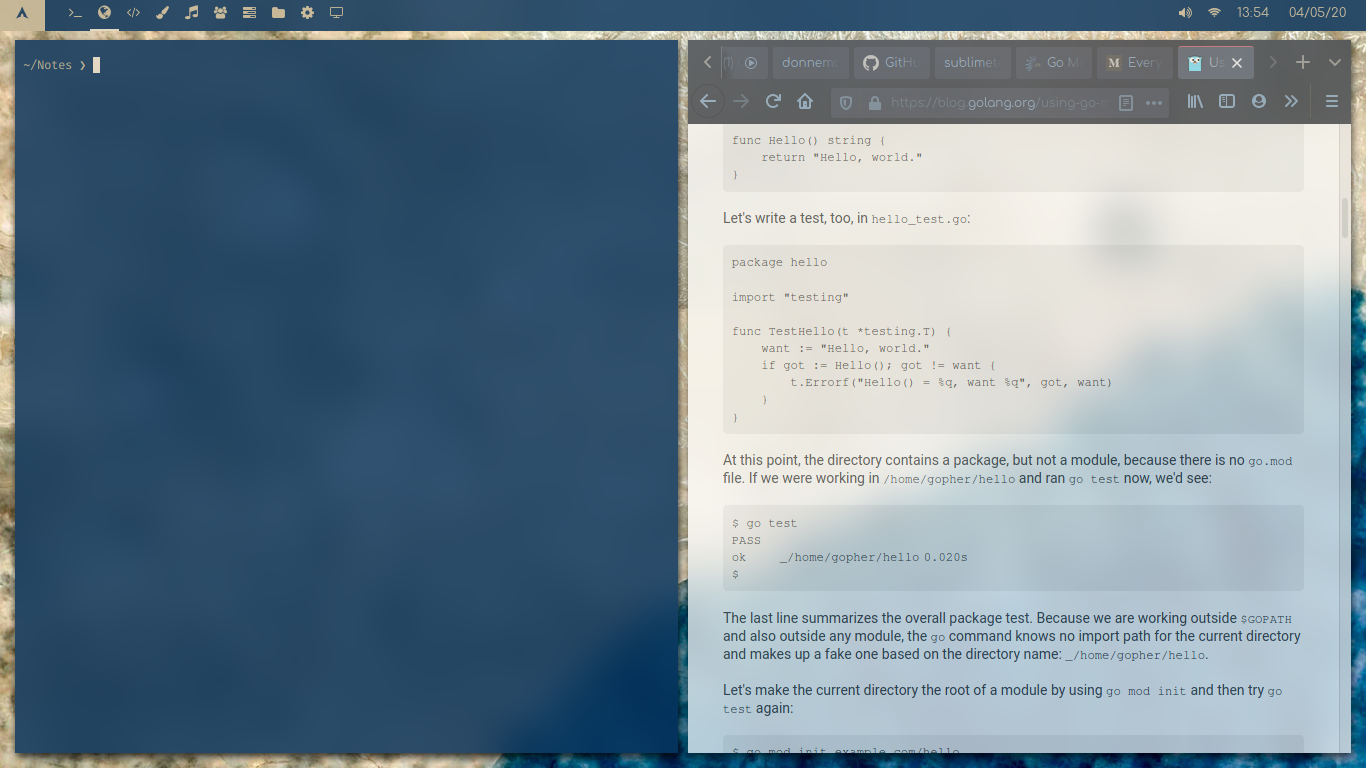 13:54 04/05/20
~/Notes ❯
donnem
GitHu
sublimet
Go M
Every
Us
https://blog.golang.org/using-go-
func Hello() string {
return "Hello, world."
}
Let's write a test, too, in hello_test.go:
package hello
import "testing"
func TestHello(t *testing.T) {
want := "Hello, world."
if got := Hello(); got != want {
t.Errorf("Hello() = %q, want %q", got, want)
}
}
At this point, the directory contains a package, but not a module, because there is no go.mod
file. If we were working in /home/gopher/hello and ran go test now, we'd see:
$ go test
PASS
ok _/home/gopher/hello 0.020s
$
The last line summarizes the overall package test. Because we are working outside $GOPATH
and also outside any module, the go command knows no import path for the current directory
and makes up a fake one based on the directory name: _/home/gopher/hello.
Let's make the current directory the root of a module by using go mod init and then try go
test again:
$ go mod init example.com/hello